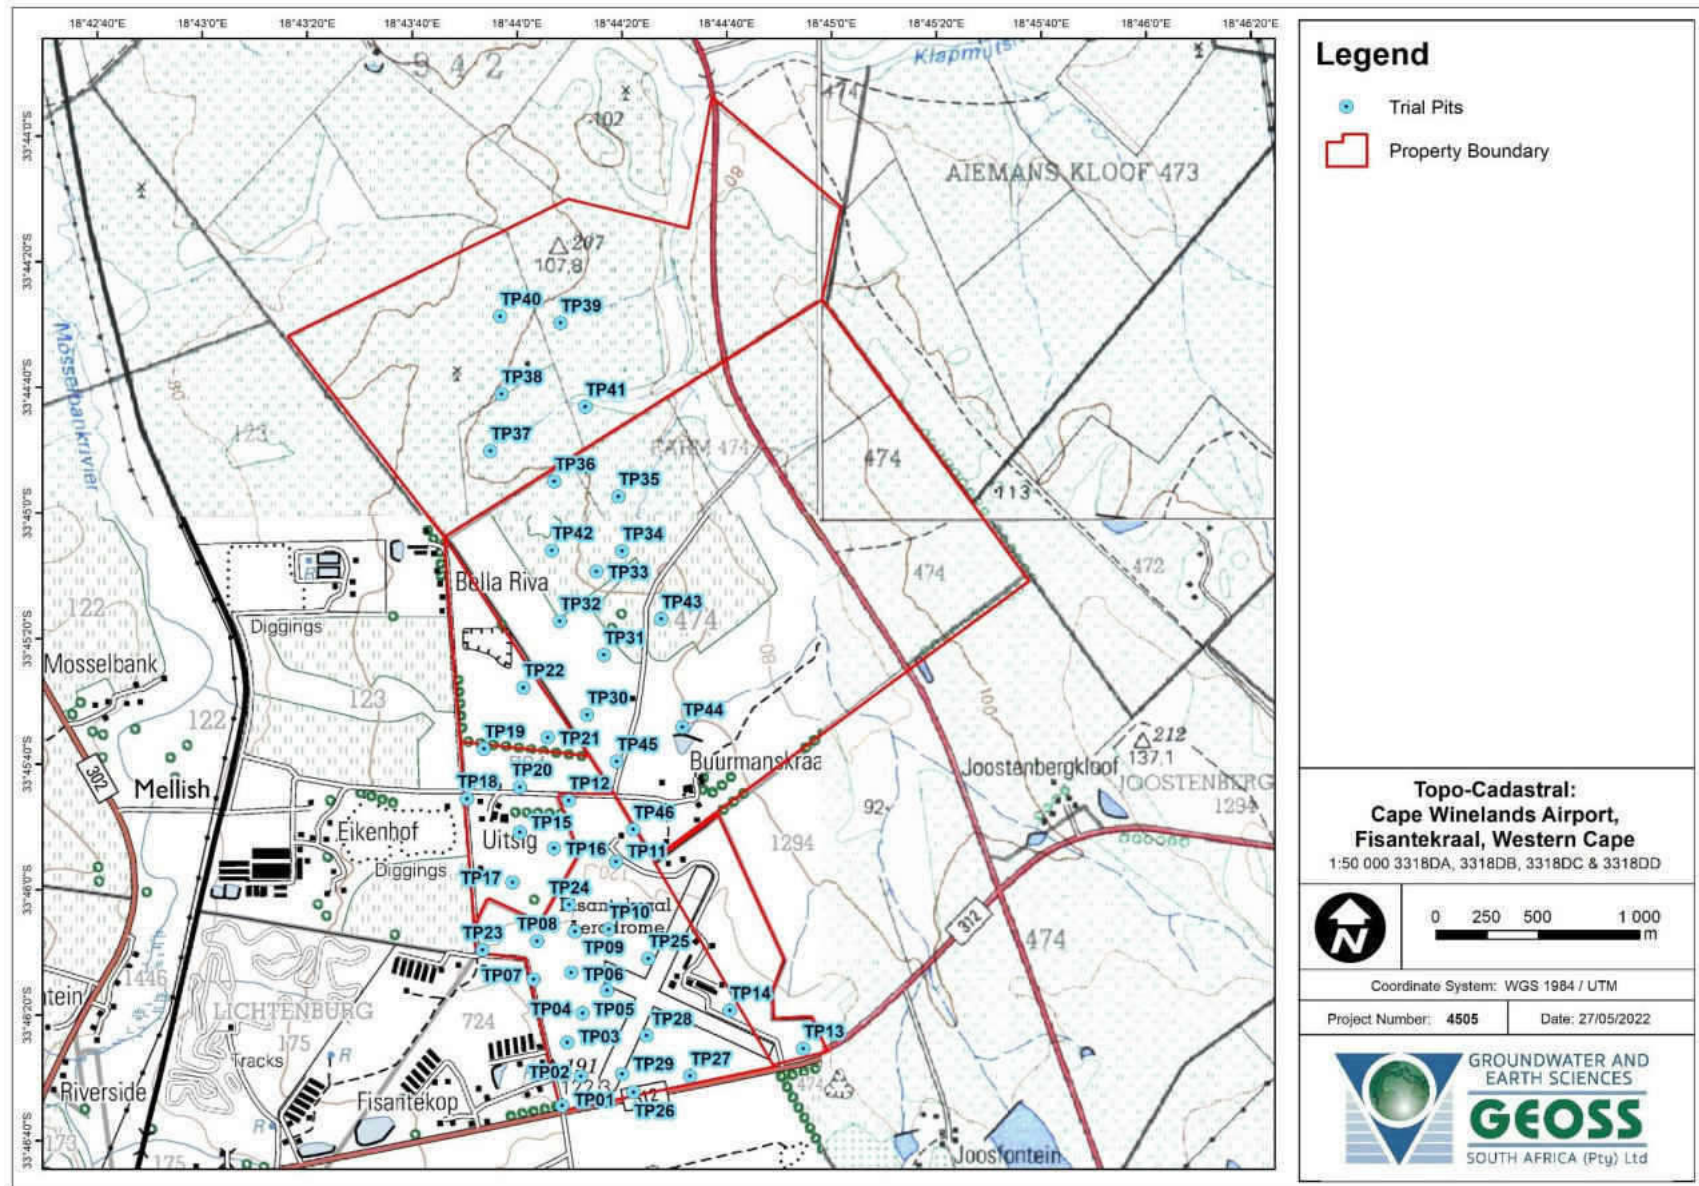 18°42'40"E 18°43'0"E 18°43'20"E 18°43'40"E 18°44'0"E 18°44'20"E 18°44'40"E 18°45'0"E 18°45'20"E 18°45'40"E 18°46'0"E 18°46'20"E
33°44'0"S
33°44'20"S
33°44'40"S
33°45'0"S
33°45'20"S
33°45'40"S
33°46'0"S
33°46'20"S
33°46'40"S
942
102
474
80
AIEMANS KLOOF 473
207
107,8
TP40
TP39
Mosselbankrivier
90
TP38
TP41
123
TP37
FARM 474
TP36
TP35
474
113
TP42
TP34
R
Bella Riva
TP33
474
472
122
Diggings
TP32
TP43
474
TP31
80
Mosselbank
123
TP22
122
TP30
100
TP44
212
137.1
TP19
TP21
TP45
Buurmanskraa
Joostenbergkloof
JOOSTENBERG
1294
302
Mellish
TP20
TP18
TP12
92
Eikenhof
Uitsig
TP15
TP46
TP16
TP11
1294
Diggings
TP17
TP24
TP10
TP08
TP23
TP09
TP25
312
474
1446
TP07
TP06
LICHTENBURG
175
724
TP04
TP05
TP14
TP28
TP03
TP13
Tracks
R
191
TP02
TP29
TP27
474
Riverside
Fisantekop
TP01
TP26
R
173
175
Joosfontein
Legend
Trial Pits
Property Boundary
Topo-Cadastral:
Cape Winelands Airport,
Fisantekraal, Western Cape
1:50 000 3318DA, 3318DB, 3318DC & 3318DD
N
0 250 500 1 000
m
Coordinate System: WGS 1984 / UTM
Project Number: 4505 Date: 27/05/2022
GROUNDWATER AND
EARTH SCIENCES
GEOSS
SOUTH AFRICA (Pty) Ltd